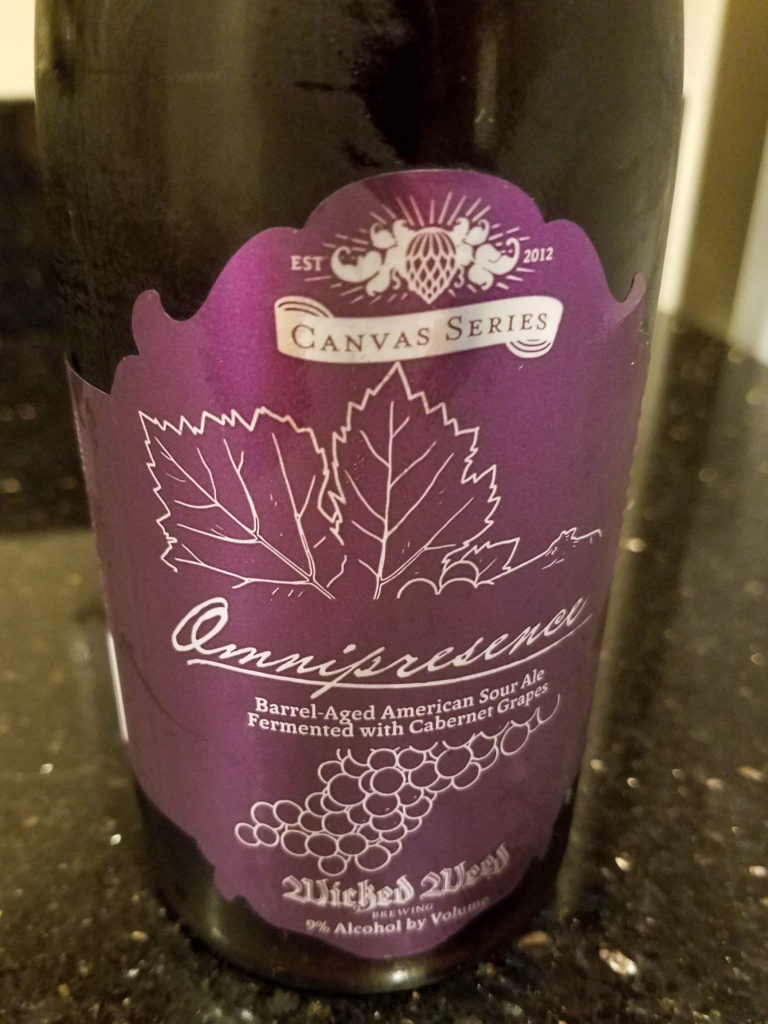 EST 2012
CANVAS SERIES
Omnipresence
Barrel-Aged American Sour Ale
Fermented with Cabernet Grapes
Wicked Weed
BREWING
9% Alcohol by Volume